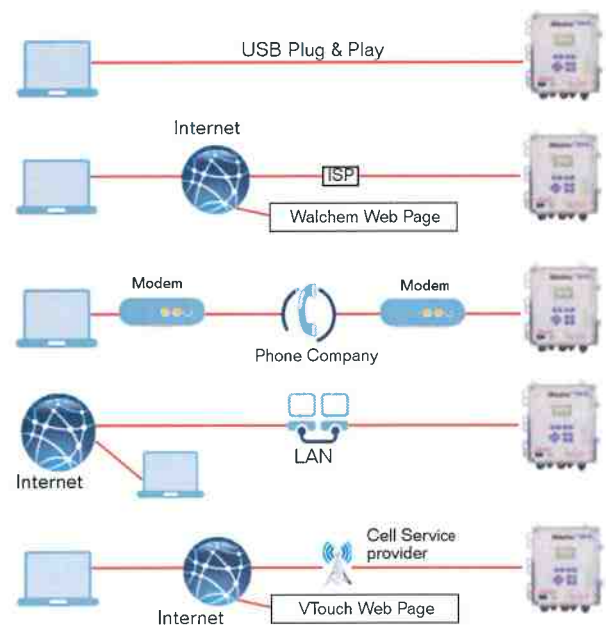 USB Plug & Play
Internet
ISP
Walchem Web Page
Modem
Modem
Phone Company
LAN
Internet
Cell Service
provider
VTouch Web Page
Internet